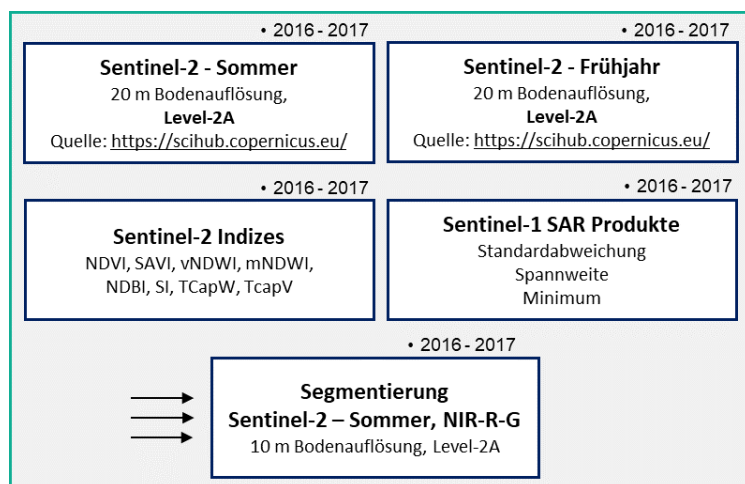 • 2016 - 2017
Sentinel-2 - Sommer
20 m Bodenauflösung,
Level-2A
Quelle: https://scihub.copernicus.eu/
• 2016 - 2017
Sentinel-2 - Frühjahr
20 m Bodenauflösung,
Level-2A
Quelle: https://scihub.copernicus.eu/
• 2016 - 2017
Sentinel-2 Indizes
NDVI, SAVI, vNDWI, mNDWI,
NDBI, SI, TCapW, TcapV
• 2016 - 2017
Sentinel-1 SAR Produkte
Standardabweichung
Spannweite
Minimum
• 2016 - 2017
Segmentierung
Sentinel-2 – Sommer, NIR-R-G
10 m Bodenauflösung, Level-2A